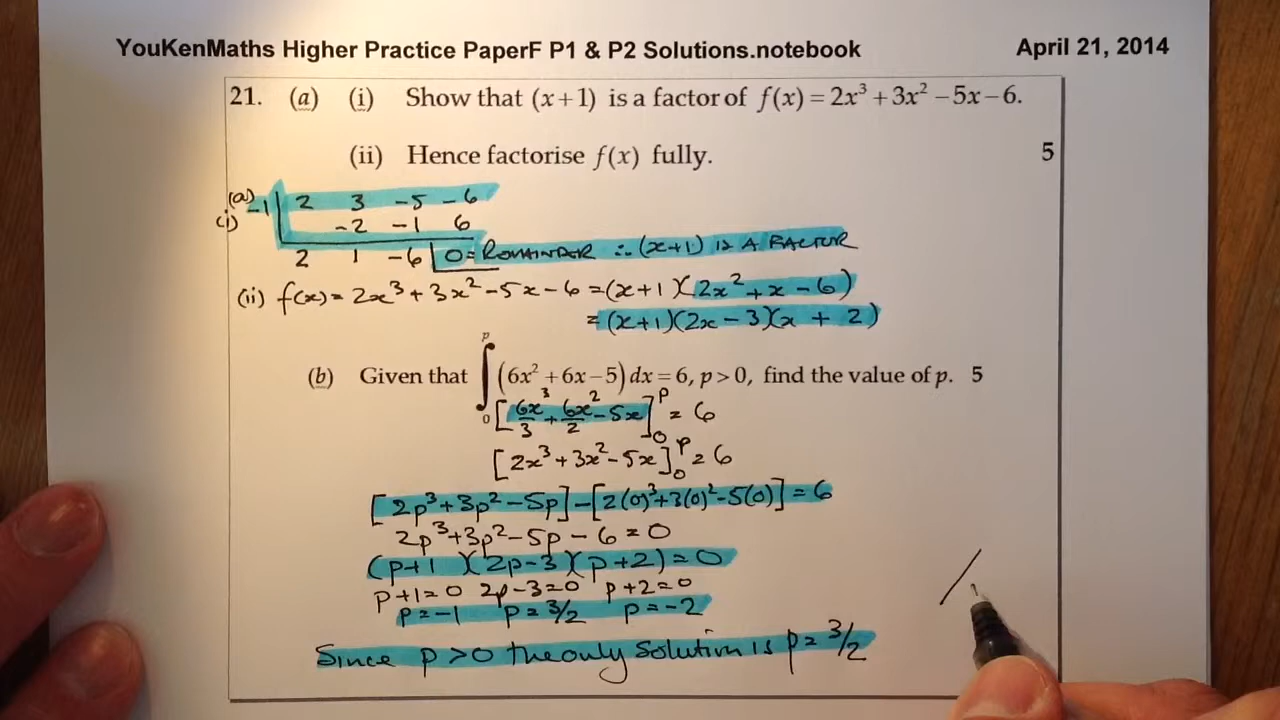 YouKenMaths Higher Practice PaperF P1 & P2 Solutions.notebook April 21, 2014
21. (a) (i) Show that (x+1) is a factor of f(x) = 2x³ + 3x² − 5x − 6.
(ii) Hence factorise f(x) fully. 5
(a) -1 | 2 3 -5 -6
(i) -2 -1 6
2 1 -6 | 0 = REMAINDER ∴ (x+1) IS A FACTOR
(ii) f(x) = 2x³ + 3x² - 5x - 6 = (x+1)(2x² + x - 6)
= (x+1)(2x - 3)(x + 2)
(b) Given that ∫₀ᵖ (6x² + 6x − 5) dx = 6, p > 0, find the value of p. 5
[6x³/3 + 6x²/2 - 5x]₀ᵖ = 6
[2x³ + 3x² - 5x]₀ᵖ = 6
[2p³ + 3p² - 5p] - [2(0)³ + 3(0)² - 5(0)] = 6
2p³ + 3p² - 5p - 6 = 0
(p+1)(2p-3)(p+2) = 0
p+1=0 2p-3=0 p+2=0
p=-1 p=3/2 p=-2
Since p>0 the only solution is p=3/2